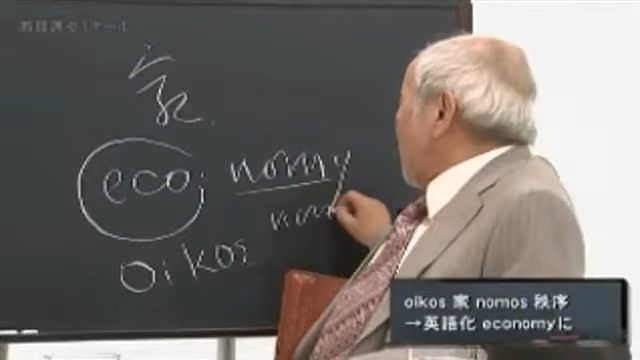 家
eco; nomy
nom
oikos
oikos 家 nomos 秩序
→英語化 economyに